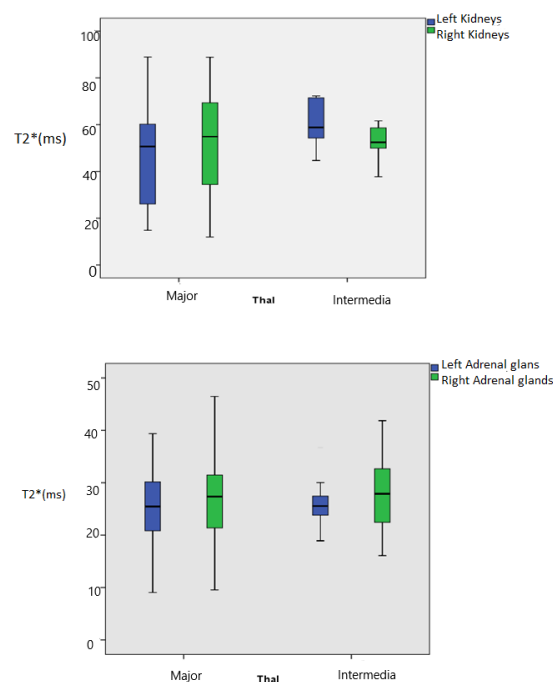 Left Kidneys
Right Kidneys
100
80
60
T2*(ms)
40
20
0
Major
Thal
Intermedia
Left Adrenal glans
Right Adrenal glands
50
40
30
T2*(ms)
20
10
0
Major
Thal
Intermedia